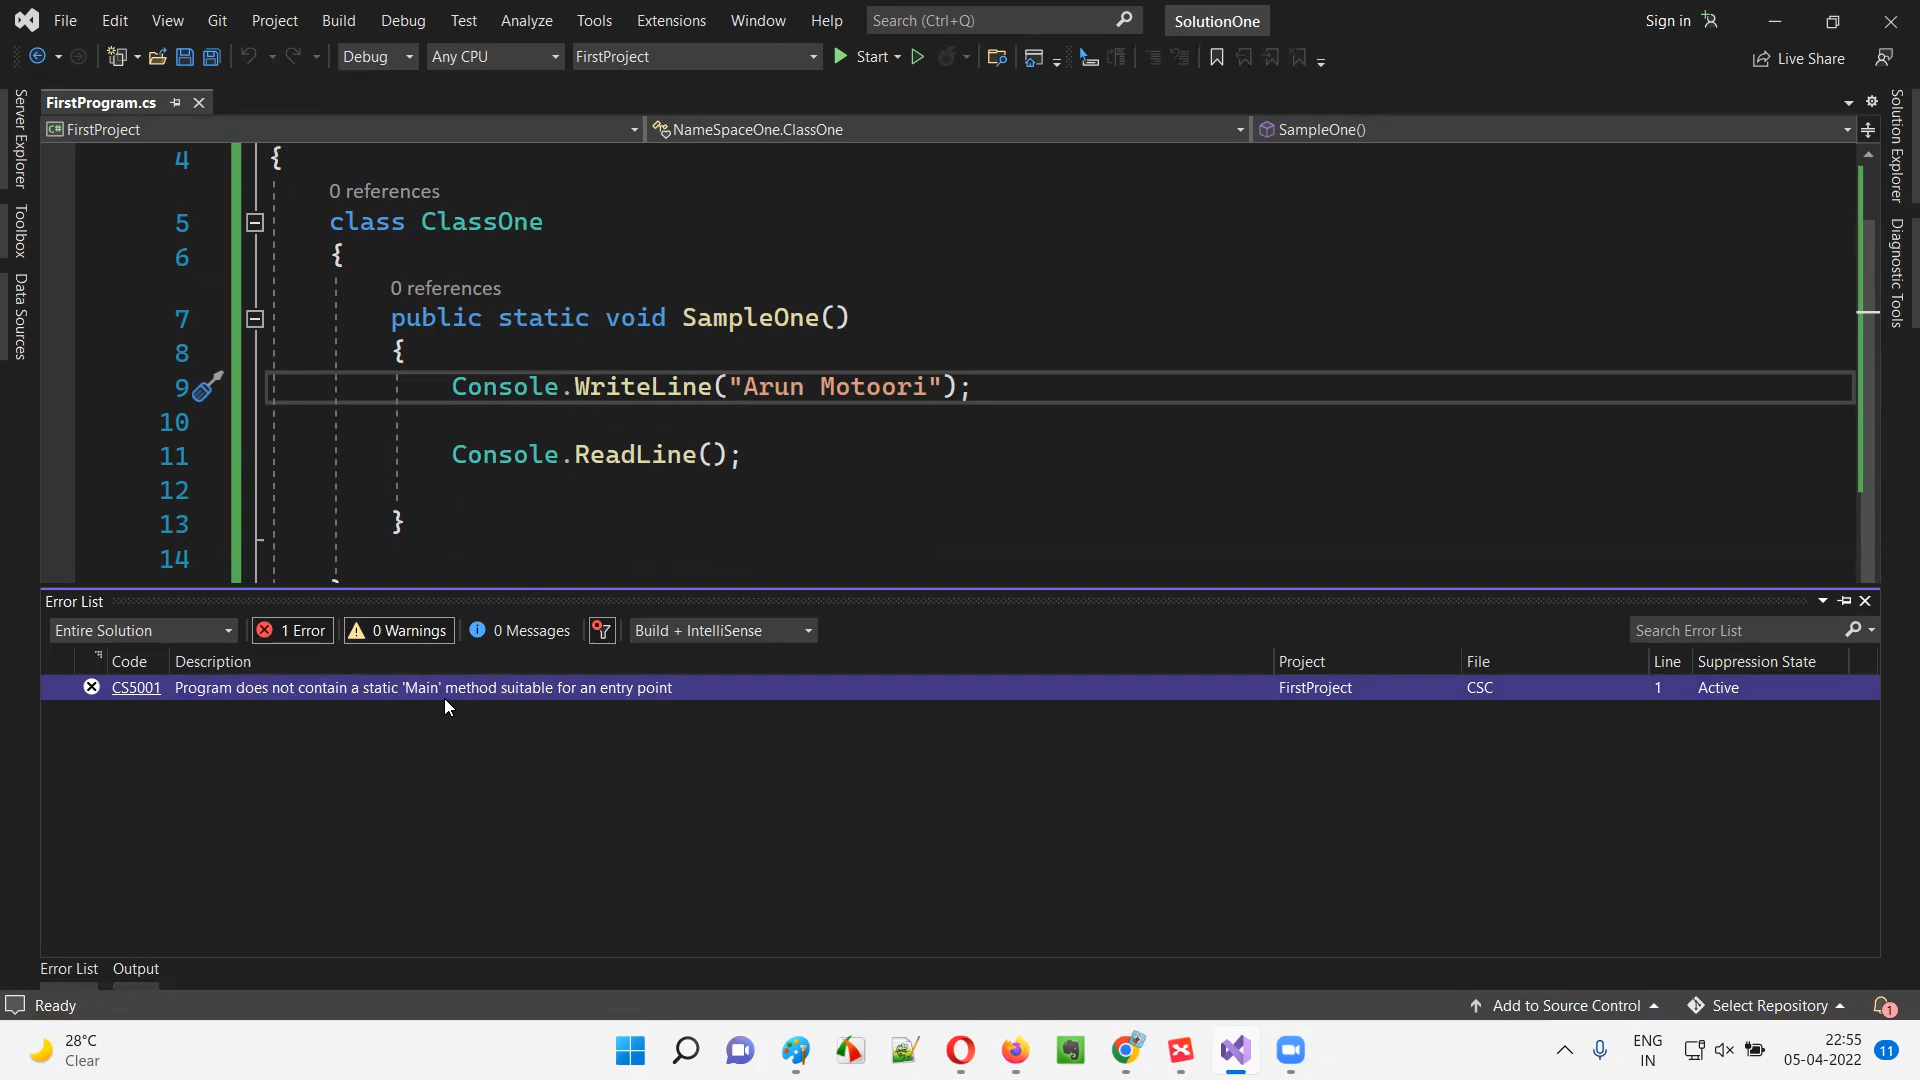 File Edit View Git Project Build Debug Test Analyze Tools Extensions Window Help Search (Ctrl+Q) SolutionOne Sign in
Debug Any CPU FirstProject Start Live Share
FirstProgram.cs
FirstProject NameSpaceOne.ClassOne SampleOne()
Server Explorer
Toolbox
Data Sources
Solution Explorer
Diagnostic Tools
4 {
0 references
5 class ClassOne
6 {
0 references
7 public static void SampleOne()
8 {
9 Console.WriteLine("Arun Motoori");
10
11 Console.ReadLine();
12
13 }
14
Error List
Entire Solution 1 Error 0 Warnings 0 Messages Build + IntelliSense Search Error List
Code Description Project File Line Suppression State
CS5001 Program does not contain a static 'Main' method suitable for an entry point FirstProject CSC 1 Active
Error List Output
Ready Add to Source Control Select Repository 1
28°C
Clear
ENG
IN
22:55
05-04-2022
11